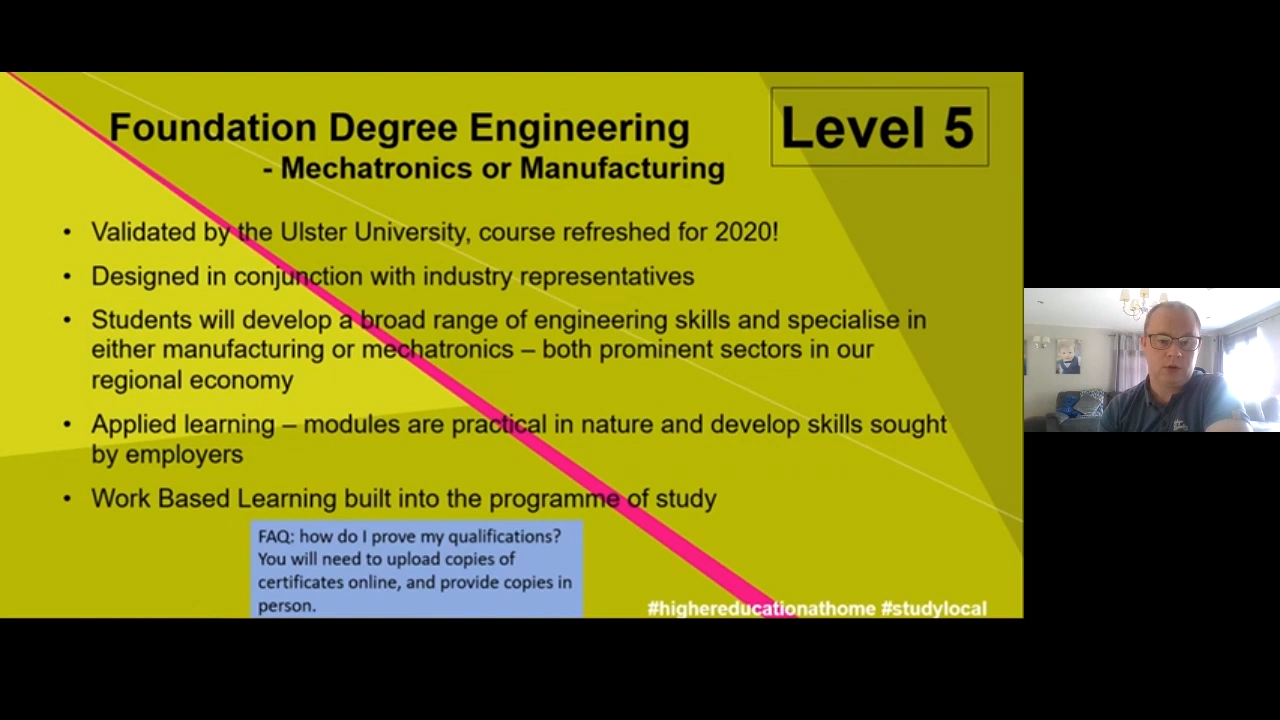 Foundation Degree Engineering
- Mechatronics or Manufacturing
Level 5
• Validated by the Ulster University, course refreshed for 2020!
• Designed in conjunction with industry representatives
• Students will develop a broad range of engineering skills and specialise in
either manufacturing or mechatronics – both prominent sectors in our
regional economy
• Applied learning – modules are practical in nature and develop skills sought
by employers
• Work Based Learning built into the programme of study
FAQ: how do I prove my qualifications?
You will need to upload copies of
certificates online, and provide copies in
person.
#highereducationathome #studylocal